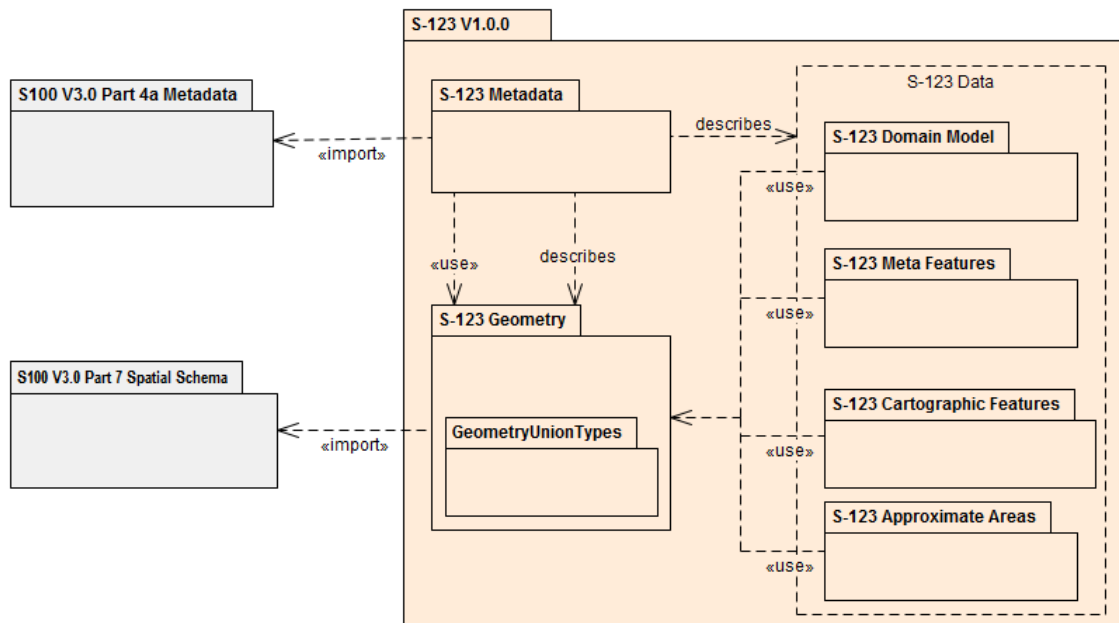 S-123 V1.0.0
S100 V3.0 Part 4a Metadata
S-123 Metadata
S-123 Data
describes
«import»
S-123 Domain Model
«use»
«use»
describes
S-123 Meta Features
S-123 Geometry
«use»
S100 V3.0 Part 7 Spatial Schema
S-123 Cartographic Features
GeometryUnionTypes
«import»
«use»
S-123 Approximate Areas
«use»